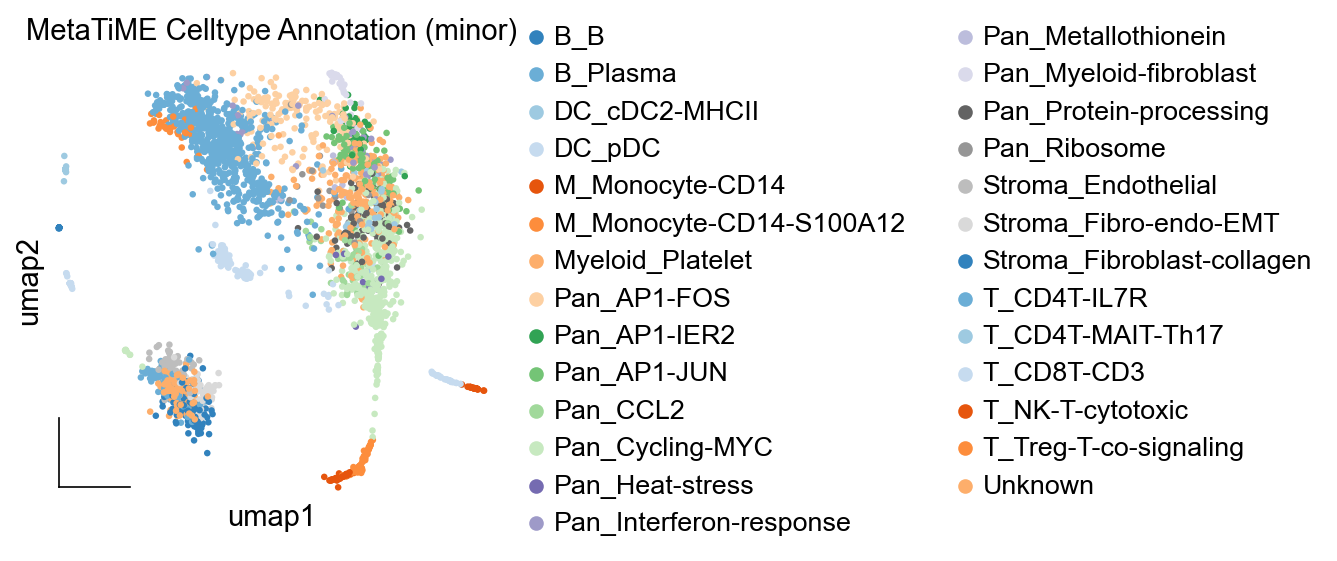 MetaTiME Celltype Annotation (minor)
umap2
umap1
B_B
B_Plasma
DC_cDC2-MHCII
DC_pDC
M_Monocyte-CD14
M_Monocyte-CD14-S100A12
Myeloid_Platelet
Pan_AP1-FOS
Pan_AP1-IER2
Pan_AP1-JUN
Pan_CCL2
Pan_Cycling-MYC
Pan_Heat-stress
Pan_Interferon-response
Pan_Metallothionein
Pan_Myeloid-fibroblast
Pan_Protein-processing
Pan_Ribosome
Stroma_Endothelial
Stroma_Fibro-endo-EMT
Stroma_Fibroblast-collagen
T_CD4T-IL7R
T_CD4T-MAIT-Th17
T_CD8T-CD3
T_NK-T-cytotoxic
T_Treg-T-co-signaling
Unknown